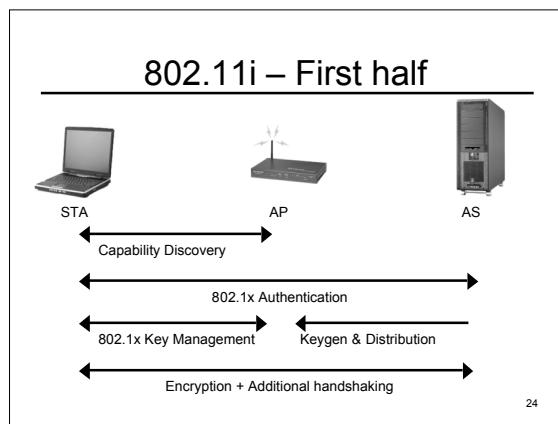 802.11i – First half
STA AP AS
Capability Discovery
802.1x Authentication
802.1x Key Management Keygen & Distribution
Encryption + Additional handshaking
24